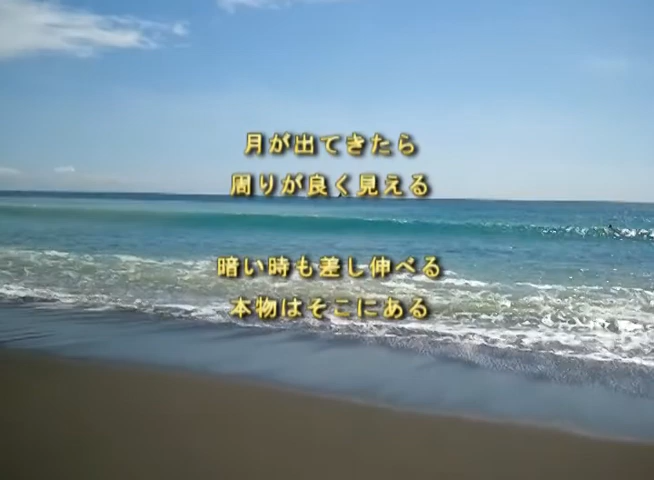 月が出てきたら
周りが良く見える
暗い時も差し伸べる
本物はそこにある